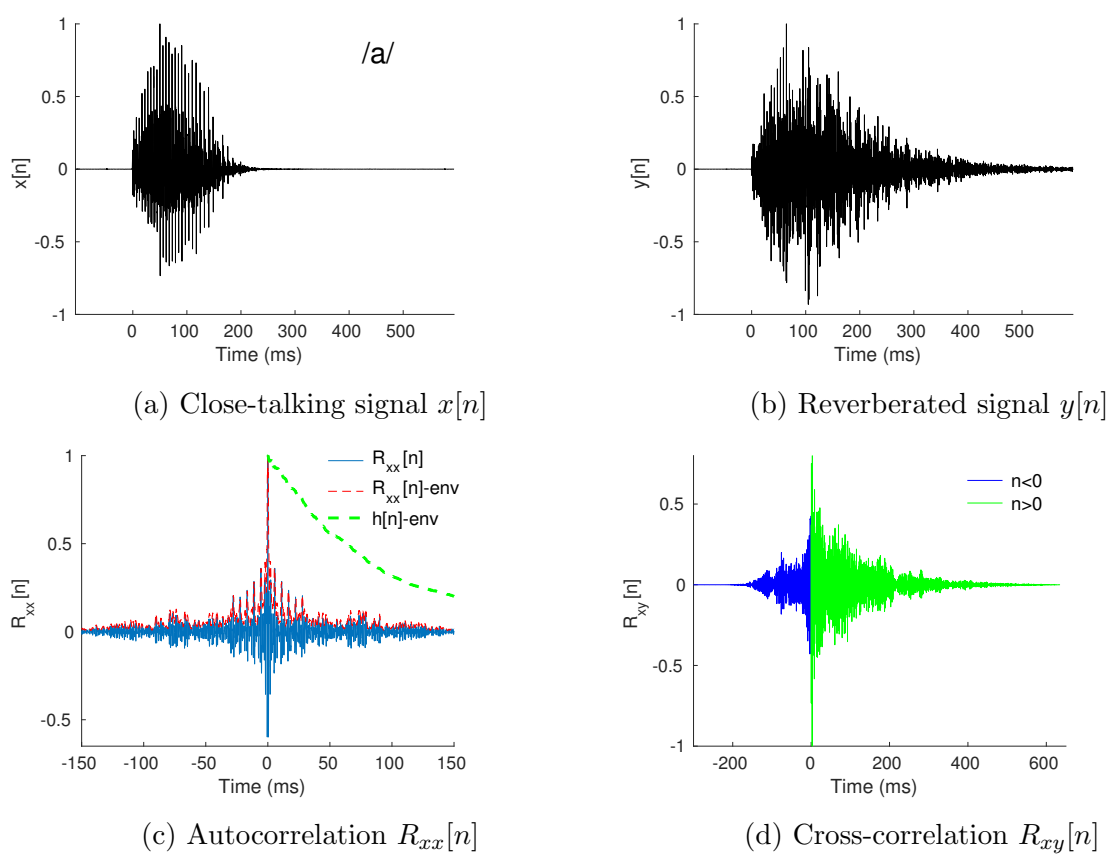 1
0.5
0
-0.5
-1
x[n]
/a/
0 100 200 300 400 500
Time (ms)
(a) Close-talking signal x[n]
1
0.5
0
-0.5
-1
y[n]
0 100 200 300 400 500
Time (ms)
(b) Reverberated signal y[n]
1
0.5
0
-0.5
R_xx[n]
R_xx[n]
R_xx[n]-env
h[n]-env
-150 -100 -50 0 50 100 150
Time (ms)
(c) Autocorrelation R_xx[n]
0.5
0
-0.5
-1
R_xy[n]
n<0
n>0
-200 0 200 400 600
Time (ms)
(d) Cross-correlation R_xy[n]